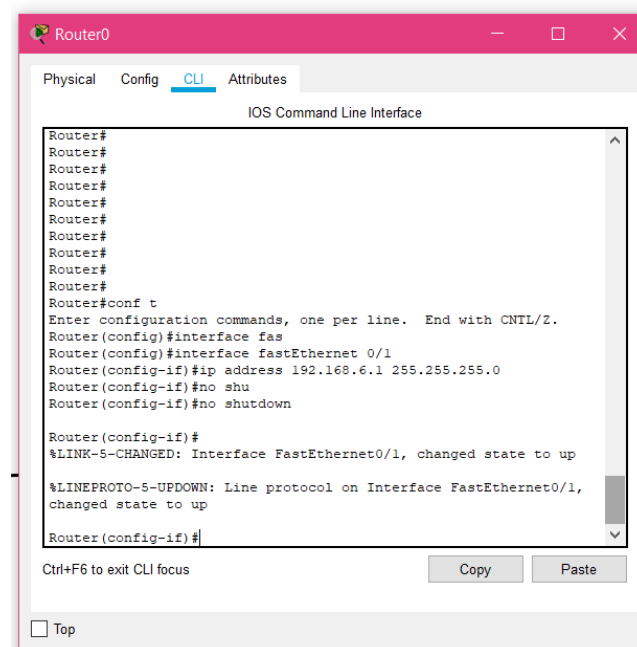 Router0
Physical Config CLI Attributes
IOS Command Line Interface
Router#
Router#
Router#
Router#
Router#
Router#
Router#
Router#
Router#
Router#
Router#conf t
Enter configuration commands, one per line.  End with CNTL/Z.
Router(config)#interface fas
Router(config)#interface fastEthernet 0/1
Router(config-if)#ip address 192.168.6.1 255.255.255.0
Router(config-if)#no shu
Router(config-if)#no shutdown
Router(config-if)#
%LINK-5-CHANGED: Interface FastEthernet0/1, changed state to up
%LINEPROTO-5-UPDOWN: Line protocol on Interface FastEthernet0/1,
changed state to up
Router(config-if)#
Ctrl+F6 to exit CLI focus
Copy Paste
Top